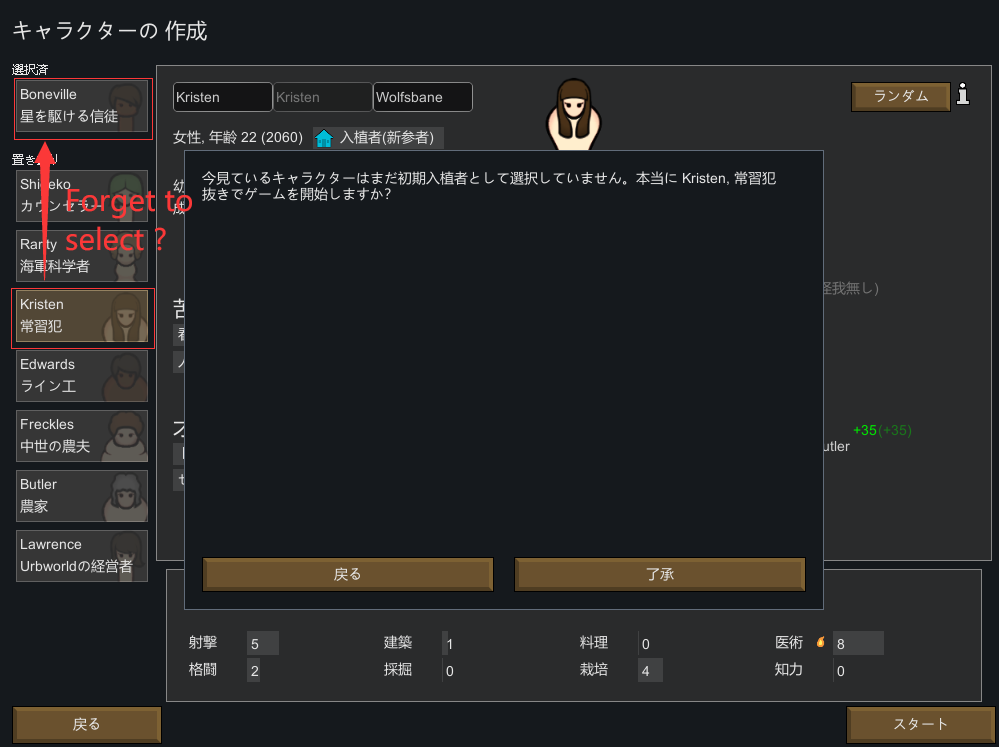 キャラクターの 作成
選択済
Boneville
星を駆ける信徒
置き
Shigeko
カウンセラー
Forget to
select ?
Rarity
海軍科学者
Kristen
常習犯
Edwards
ライン工
Freckles
中世の農夫
Butler
農家
Lawrence
Urbworldの経営者
Kristen Kristen Wolfsbane
ランダム
女性, 年齢 22 (2060) 入植者(新参者)
今見ているキャラクターはまだ初期入植者として選択していません。本当に Kristen, 常習犯
抜きでゲームを開始しますか?
怪我無し)
+35(+35)
utler
戻る 了承
射撃 5 建築 1 料理 0 医術 8
格闘 2 採掘 0 栽培 4 知力 0
戻る スタート